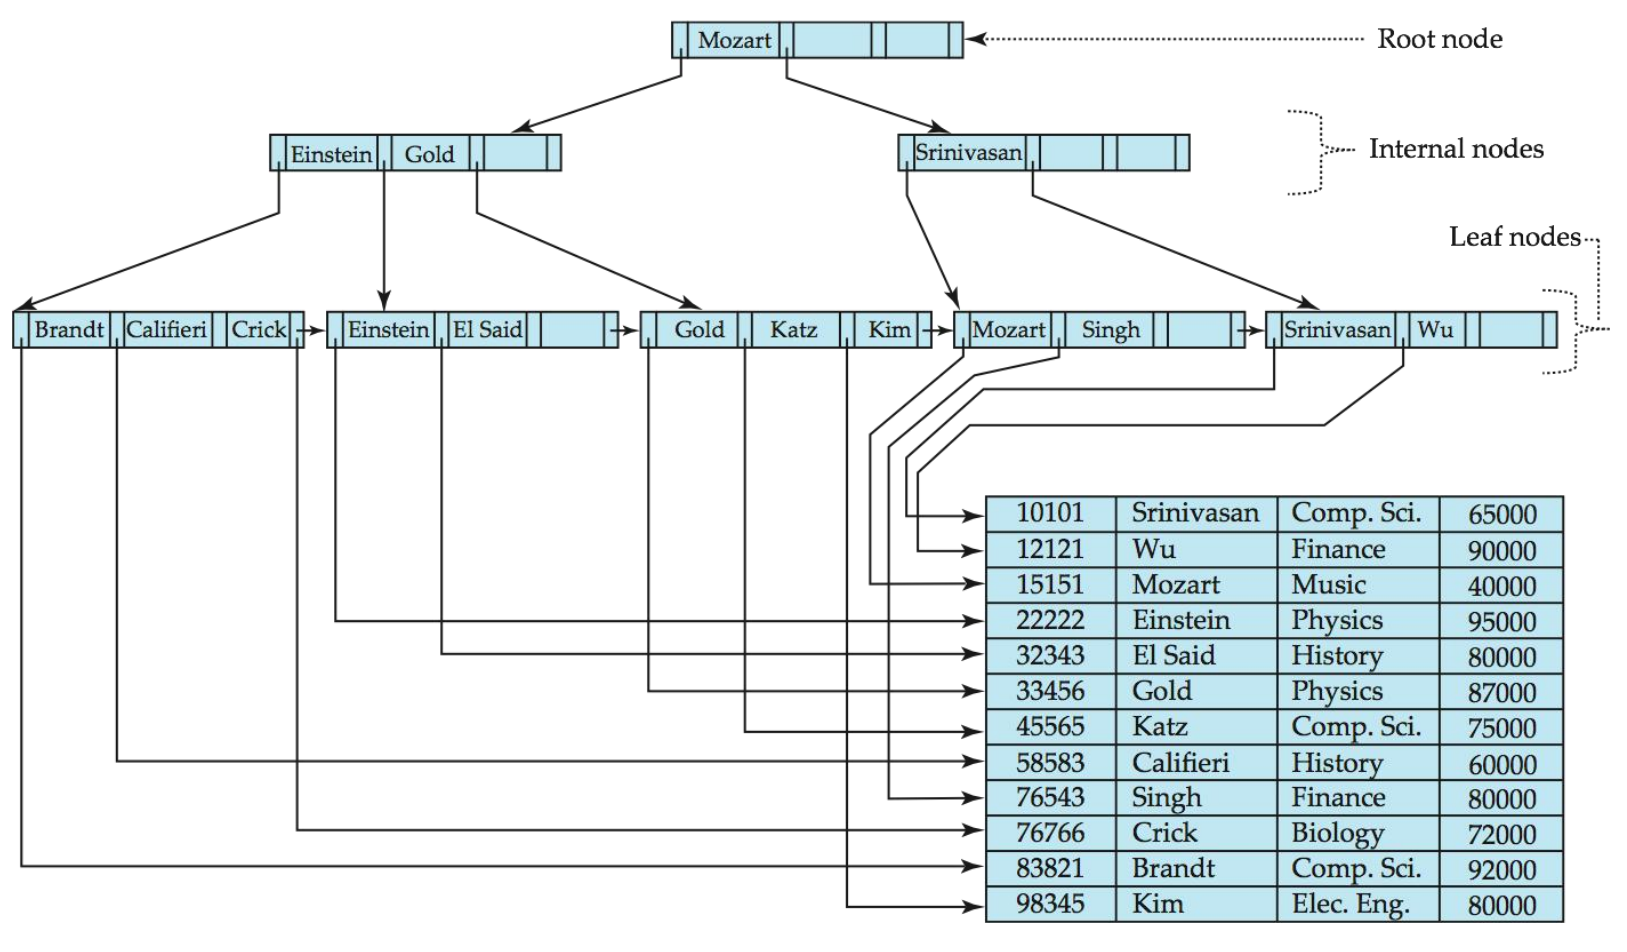 Mozart
Root node
Einstein Gold
Srinivasan
Internal nodes
Leaf nodes
Brandt Califieri Crick
Einstein El Said
Gold Katz Kim
Mozart Singh
Srinivasan Wu
10101 Srinivasan Comp. Sci. 65000
12121 Wu Finance 90000
15151 Mozart Music 40000
22222 Einstein Physics 95000
32343 El Said History 80000
33456 Gold Physics 87000
45565 Katz Comp. Sci. 75000
58583 Califieri History 60000
76543 Singh Finance 80000
76766 Crick Biology 72000
83821 Brandt Comp. Sci. 92000
98345 Kim Elec. Eng. 80000